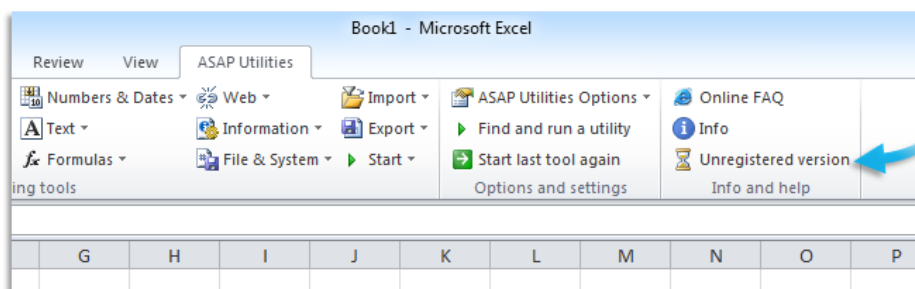 Book1 - Microsoft Excel
Review View ASAP Utilities
Numbers & Dates Web Import ASAP Utilities Options Online FAQ
Text Information Export Find and run a utility Info
Formulas File & System Start Start last tool again Unregistered version
ing tools Options and settings Info and help
G H I J K L M N O P